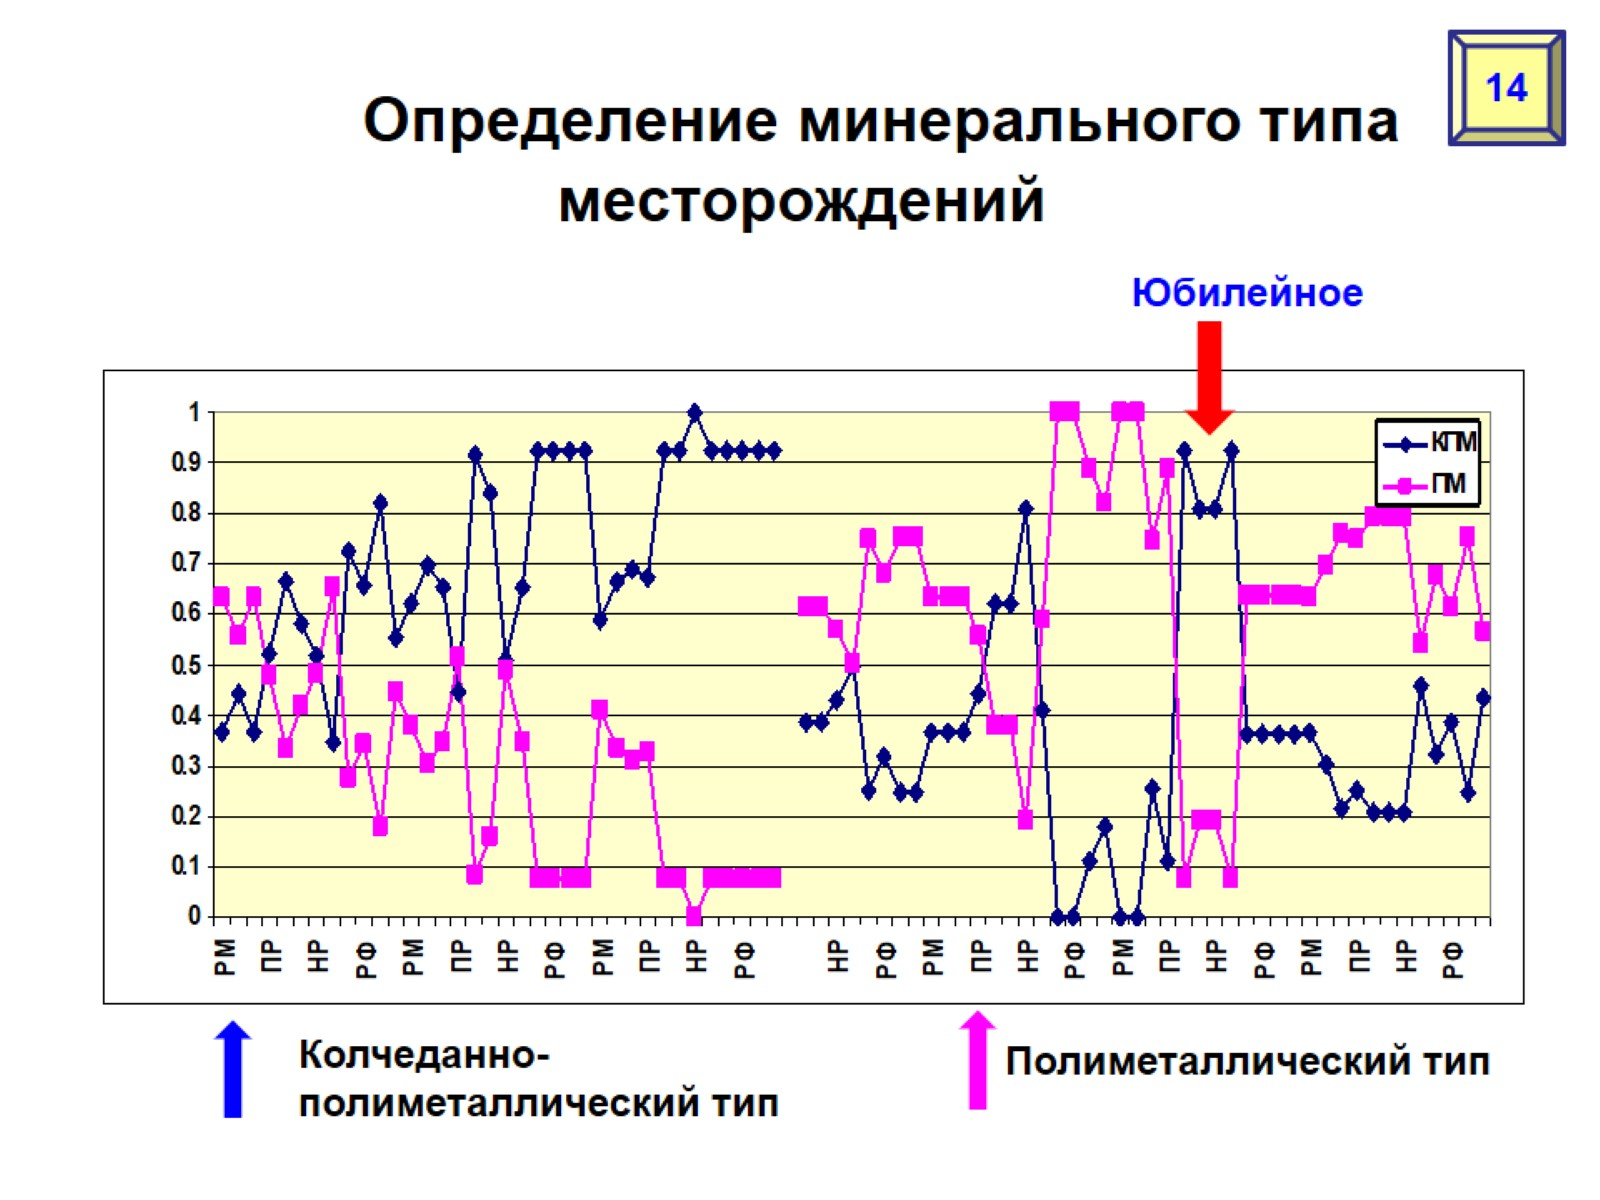 14
Определение минерального типа
месторождений
Юбилейное
1
0.9
0.8
0.7
0.6
0.5
0.4
0.3
0.2
0.1
0
КПМ
ПМ
РМ ПР НР РФ РМ ПР НР РФ РМ ПР НР РФ НР РФ РМ ПР НР РФ РМ ПР НР РФ РМ ПР НР РФ
Колчеданно-
полиметаллический тип
Полиметаллический тип